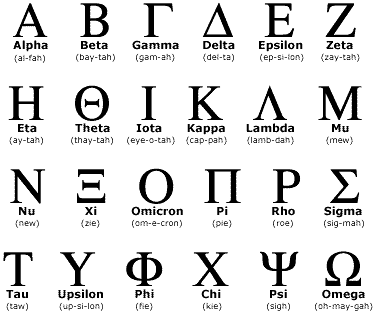 Α Β Γ Δ Ε Ζ
Alpha Beta Gamma Delta Epsilon Zeta
(al-fah) (bay-tah) (gam-ah) (del-ta) (ep-si-lon) (zay-tah)
Η Θ Ι Κ Λ Μ
Eta Theta Iota Kappa Lambda Mu
(ay-tah) (thay-tah) (eye-o-tah) (cap-pah) (lamb-dah) (mew)
Ν Ξ Ο Π Ρ Σ
Nu Xi Omicron Pi Rho Sigma
(new) (zie) (om-e-cron) (pie) (roe) (sig-mah)
Τ Υ Φ Χ Ψ Ω
Tau Upsilon Phi Chi Psi Omega
(taw) (up-si-lon) (fie) (kie) (sigh) (oh-may-gah)